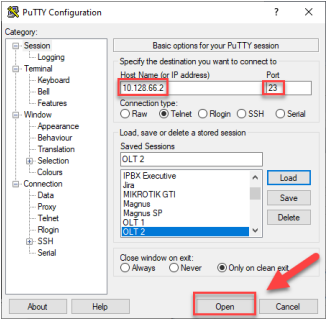 PuTTY Configuration
?
X
Category:
Session
Logging
Terminal
Keyboard
Bell
Features
Window
Appearance
Behaviour
Translation
Selection
Colours
Connection
Data
Proxy
Telnet
Rlogin
SSH
Serial
Basic options for your PuTTY session
Specify the destination you want to connect to
Host Name (or IP address) Port
10.128.66.2 23
Connection type:
Raw Telnet Rlogin SSH Serial
Load, save or delete a stored session
Saved Sessions
OLT 2
IPBX Executive
Jira
MIKROTIK GTI
Magnus
Magnus SP
OLT 1
OLT 2
Load
Save
Delete
Close window on exit:
Always Never Only on clean exit
About Help Open Cancel